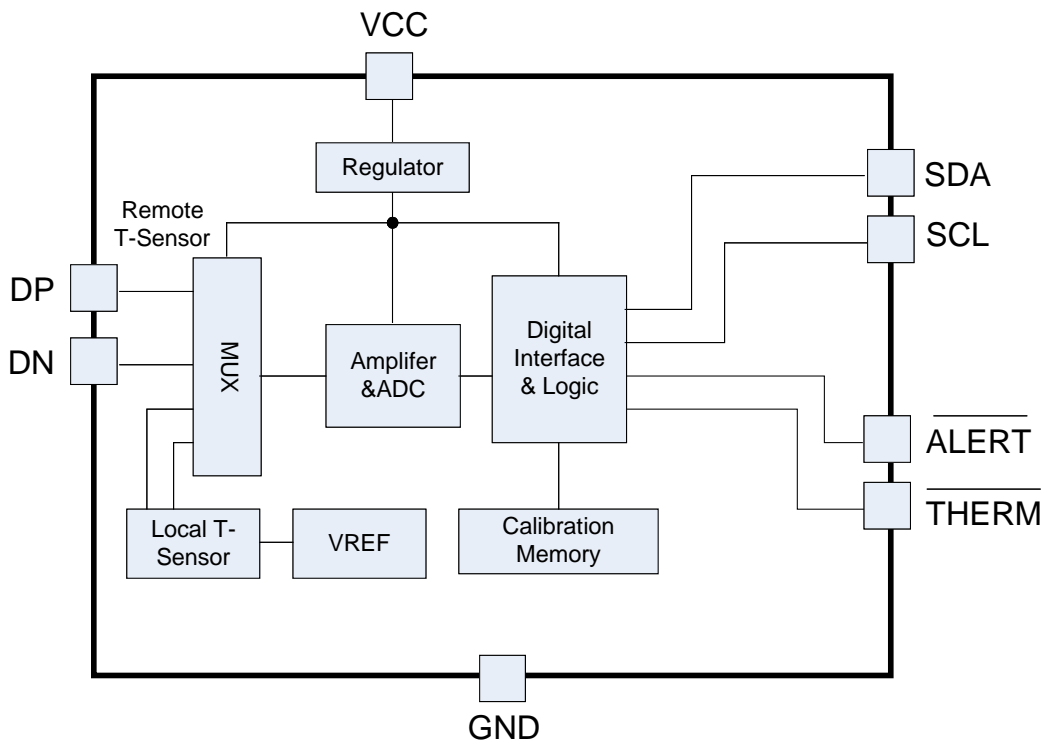 VCC
Regulator
SDA
Remote
T-Sensor
SCL
DP
DN
MUX
Amplifer
&ADC
Digital
Interface
& Logic
ALERT
THERM
Local T-
Sensor
VREF
Calibration
Memory
GND